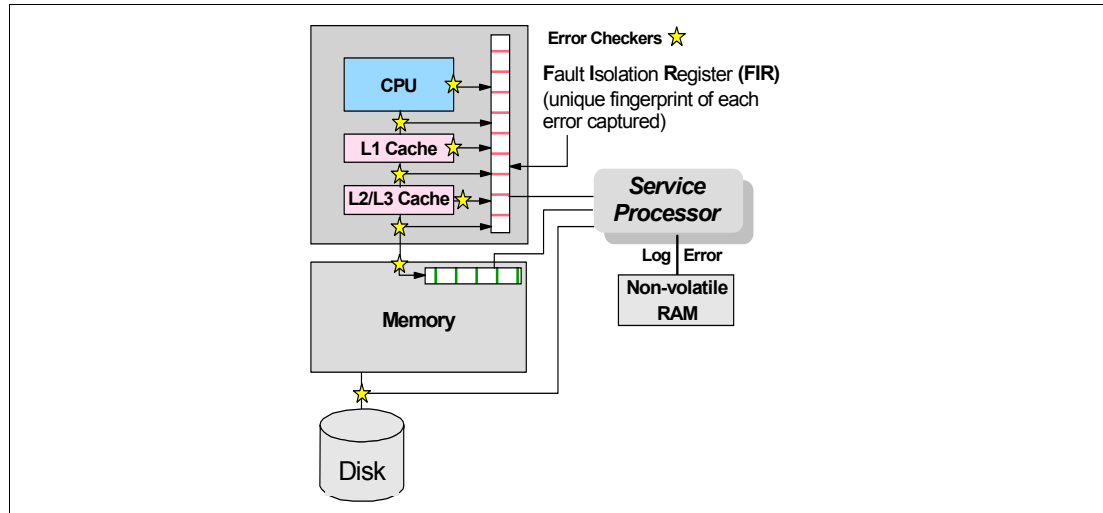 Error Checkers
Fault Isolation Register (FIR)
(unique fingerprint of each
error captured)
CPU
L1 Cache
L2/L3 Cache
Service
Processor
Log Error
Non-volatile
RAM
Memory
Disk